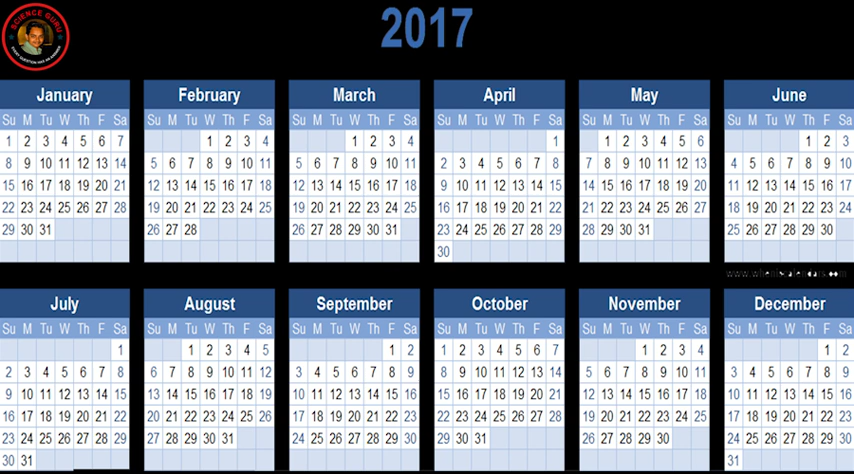 SCIENCE GURU
EVERY QUESTION HAS AN ANSWER
2017
January
Su M Tu W Th F Sa
1 2 3 4 5 6 7
8 9 10 11 12 13 14
15 16 17 18 19 20 21
22 23 24 25 26 27 28
29 30 31
February
Su M Tu W Th F Sa
1 2 3 4
5 6 7 8 9 10 11
12 13 14 15 16 17 18
19 20 21 22 23 24 25
26 27 28
March
Su M Tu W Th F Sa
1 2 3 4
5 6 7 8 9 10 11
12 13 14 15 16 17 18
19 20 21 22 23 24 25
26 27 28 29 30 31
April
Su M Tu W Th F Sa
1
2 3 4 5 6 7 8
9 10 11 12 13 14 15
16 17 18 19 20 21 22
23 24 25 26 27 28 29
30
May
Su M Tu W Th F Sa
1 2 3 4 5 6
7 8 9 10 11 12 13
14 15 16 17 18 19 20
21 22 23 24 25 26 27
28 29 30 31
June
Su M Tu W Th F Sa
1 2 3
4 5 6 7 8 9 10
11 12 13 14 15 16 17
18 19 20 21 22 23 24
25 26 27 28 29 30
July
Su M Tu W Th F Sa
1
2 3 4 5 6 7 8
9 10 11 12 13 14 15
16 17 18 19 20 21 22
23 24 25 26 27 28 29
30 31
August
Su M Tu W Th F Sa
1 2 3 4 5
6 7 8 9 10 11 12
13 14 15 16 17 18 19
20 21 22 23 24 25 26
27 28 29 30 31
September
Su M Tu W Th F Sa
1 2
3 4 5 6 7 8 9
10 11 12 13 14 15 16
17 18 19 20 21 22 23
24 25 26 27 28 29 30
October
Su M Tu W Th F Sa
1 2 3 4 5 6 7
8 9 10 11 12 13 14
15 16 17 18 19 20 21
22 23 24 25 26 27 28
29 30 31
November
Su M Tu W Th F Sa
1 2 3 4
5 6 7 8 9 10 11
12 13 14 15 16 17 18
19 20 21 22 23 24 25
26 27 28 29 30
December
Su M Tu W Th F Sa
1 2
3 4 5 6 7 8 9
10 11 12 13 14 15 16
17 18 19 20 21 22 23
24 25 26 27 28 29 30
31